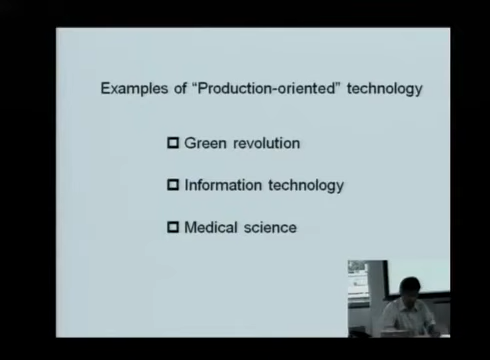 Examples of “Production-oriented” technology
Green revolution
Information technology
Medical science